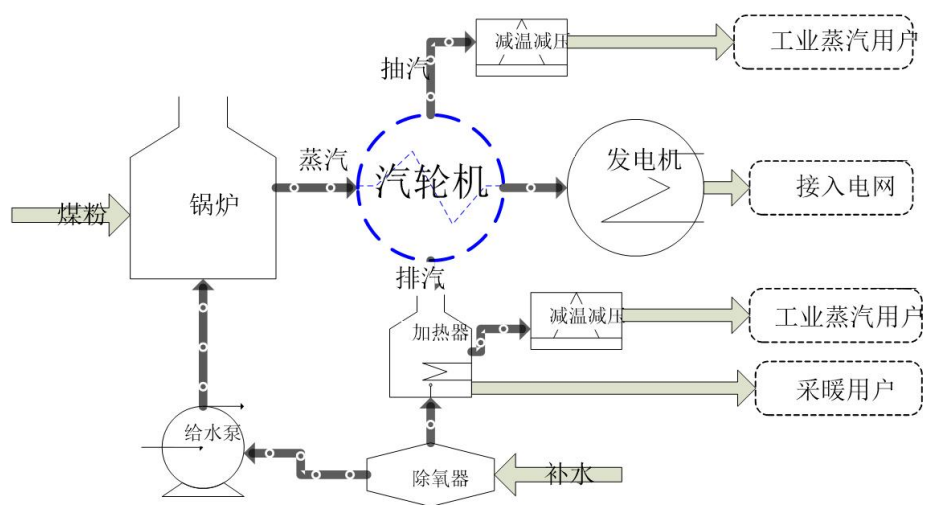 减温减压
工业蒸汽用户
抽汽
蒸汽
汽轮机
发电机
锅炉
接入电网
煤粉
排汽
加热器
减温减压
工业蒸汽用户
采暖用户
给水泵
除氧器
补水